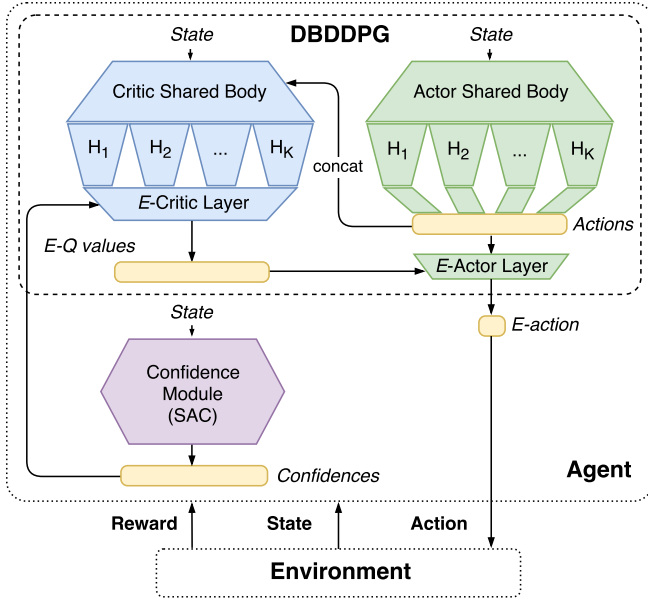 DBDDPG
State
State
Critic Shared Body
Actor Shared Body
H1
H2
...
HK
H1
H2
...
HK
concat
E-Critic Layer
Actions
E-Q values
E-Actor Layer
State
E-action
Confidence
Module
(SAC)
Confidences
Agent
Reward
State
Action
Environment